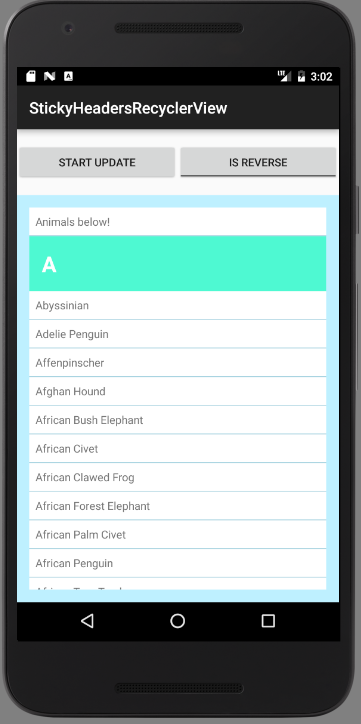 LTE 3:02
StickyHeadersRecyclerView
START UPDATE IS REVERSE
Animals below!
A
Abyssinian
Adelie Penguin
Affenpinscher
Afghan Hound
African Bush Elephant
African Civet
African Clawed Frog
African Forest Elephant
African Palm Civet
African Penguin